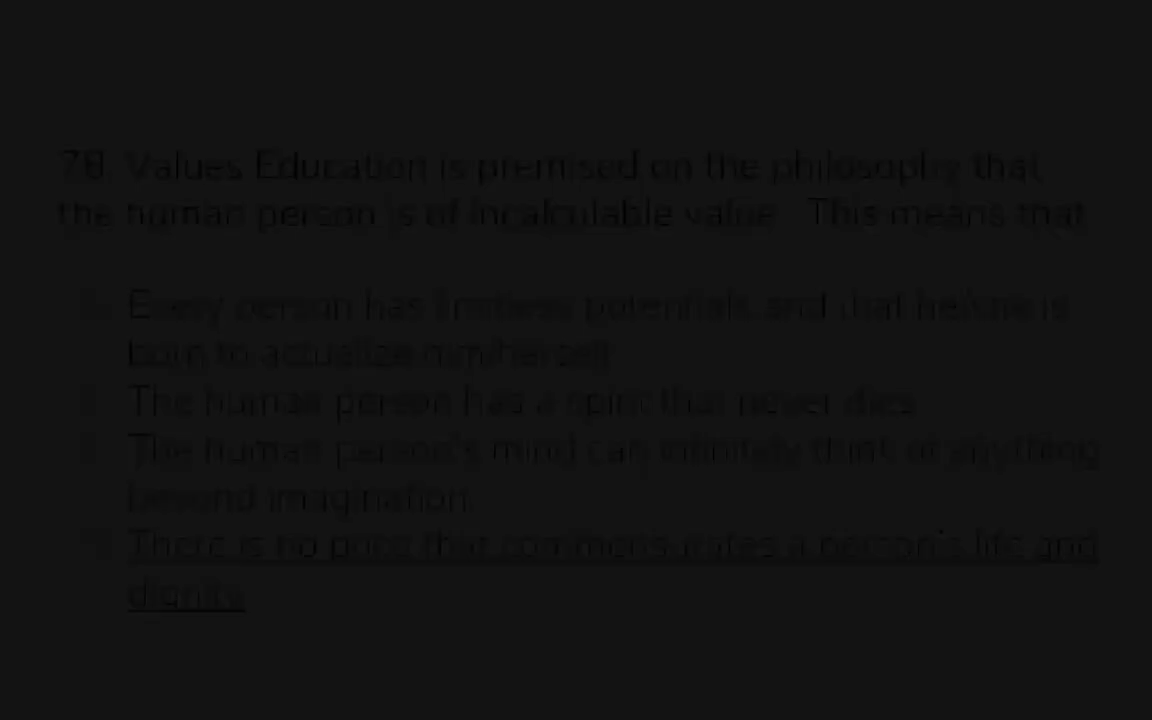 78. Values Education is premised on the philosophy that
the human person is of incalculable value. This means that
Every person has limitless potentials and that he/she is
born to actualize him/herself
The human person has a spirit that never dies
The human person's mind can infinitely think of anything
beyond imagination.
There is no price that commensurates a person's life and
dignity